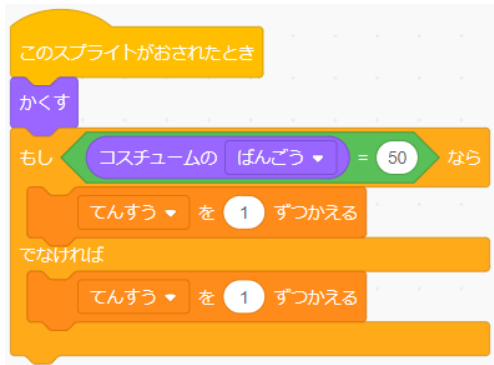 このスプライトがおされたとき
かくす
もし コスチュームの ばんごう = 50 なら
てんすう を 1 ずつかえる
でなければ
てんすう を 1 ずつかえる